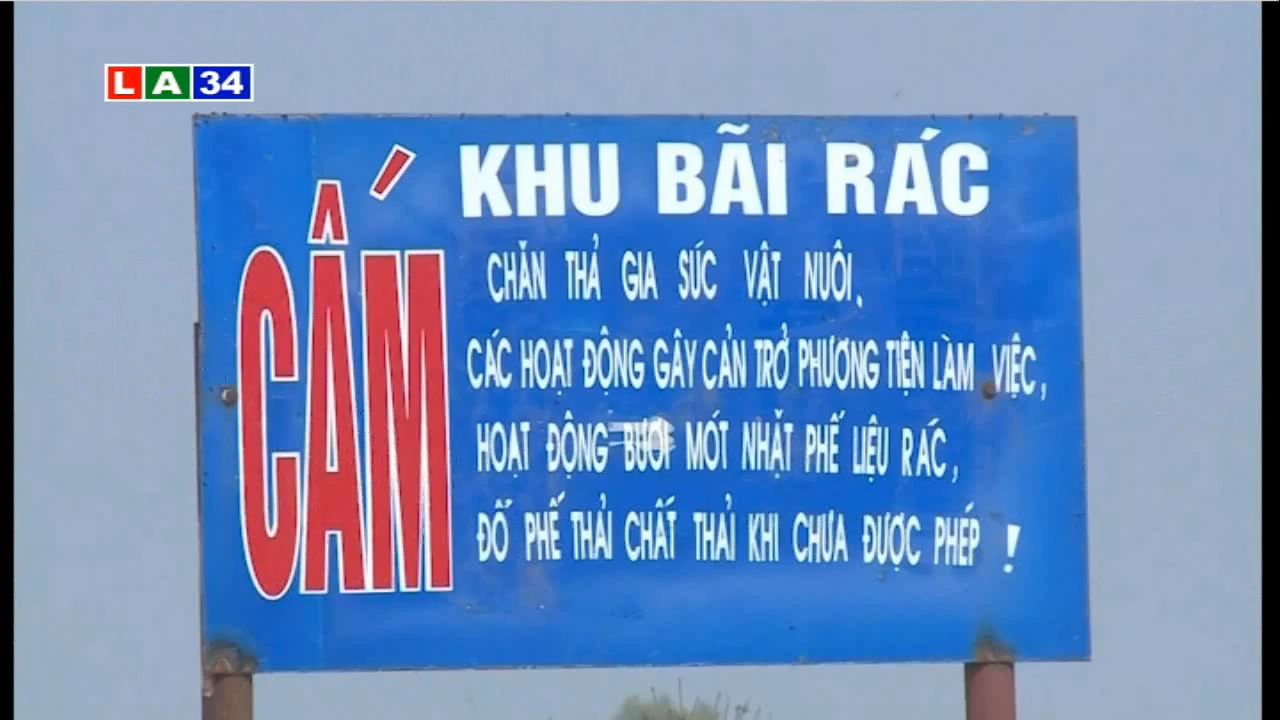 LA34
KHU BÃI RÁC
CẤM
CHĂN THẢ GIA SÚC VẬT NUÔI.
CÁC HOẠT ĐỘNG GÂY CẢN TRỞ PHƯƠNG TIỆN LÀM VIỆC,
HOẠT ĐỘNG BƯƠI MÓT NHẶT PHẾ LIỆU RÁC,
ĐỔ PHẾ THẢI CHẤT THẢI KHI CHƯA ĐƯỢC PHÉP !